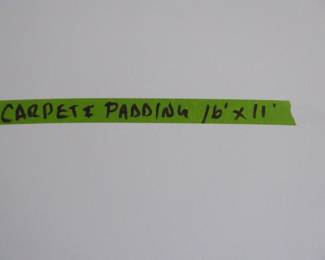 CARPET & PADDING 16' x 11'